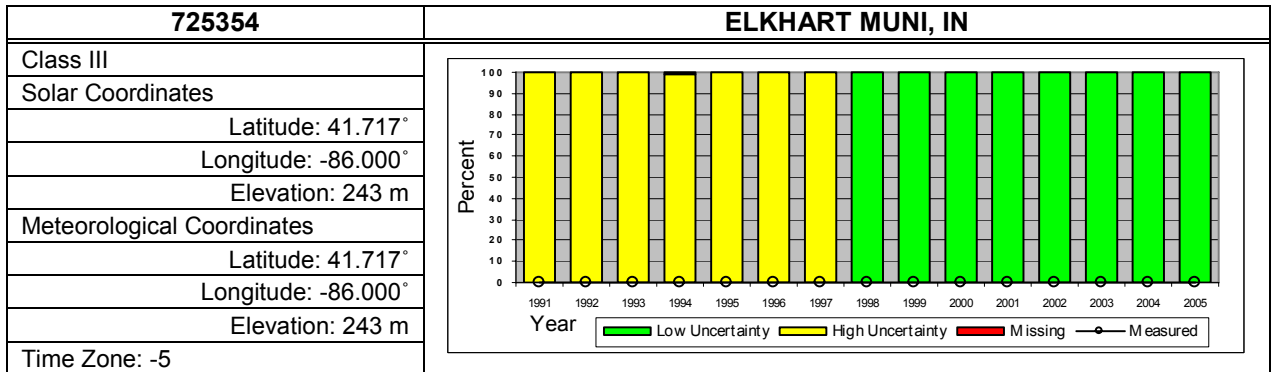 725354
ELKHART MUNI, IN
Class III
Solar Coordinates
Latitude: 41.717˚
Longitude: -86.000˚
Elevation: 243 m
Meteorological Coordinates
Latitude: 41.717˚
Longitude: -86.000˚
Elevation: 243 m
Time Zone: -5
Percent
100
90
80
70
60
50
40
30
20
10
0
1991 1992 1993 1994 1995 1996 1997 1998 1999 2000 2001 2002 2003 2004 2005
Year
Low Uncertainty High Uncertainty Missing Measured